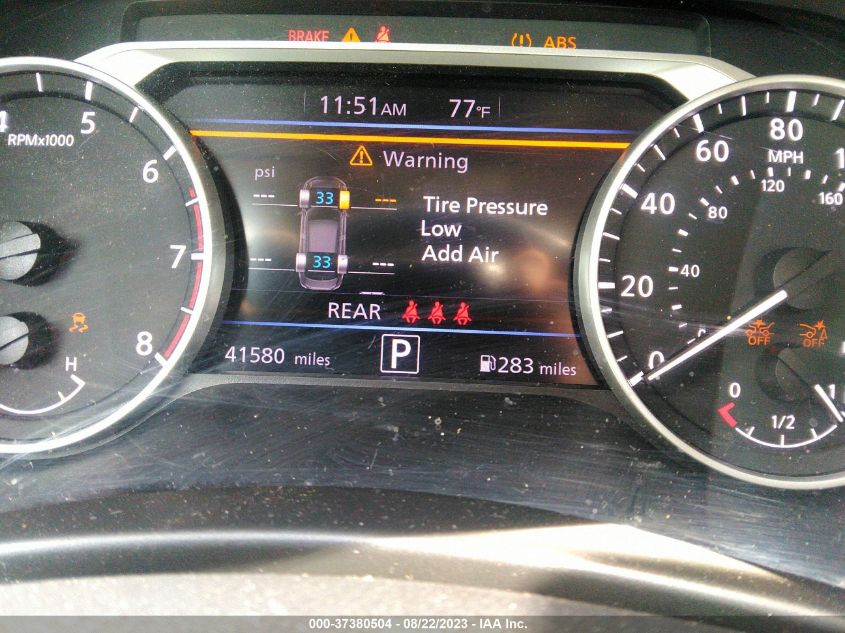 BRAKE ABS
11:51AM 77°F
Warning
psi
--- 33 ---
Tire Pressure
Low
Add Air
--- 33 ---
REAR
41580 miles P 283 miles
4 5 6 7 8
RPMx1000
H
0 20 40 60 80 1
MPH
40 80 120 160
OFF OFF
0 1/2 1
000-37380504 - 08/22/2023 - IAA Inc.